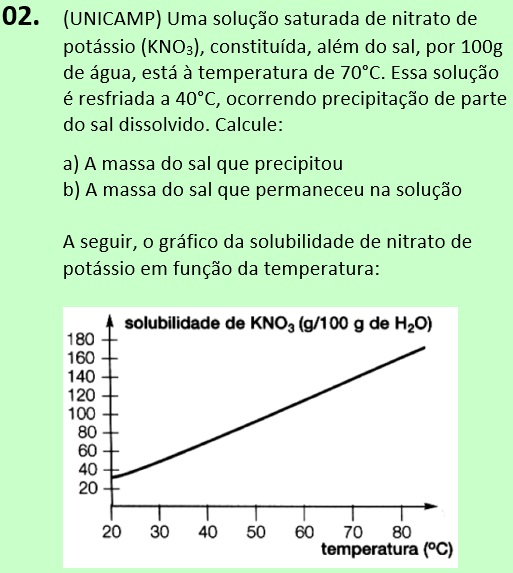 02. (UNICAMP) Uma solução saturada de nitrato de
potássio (KNO₃), constituída, além do sal, por 100g
de água, está à temperatura de 70°C. Essa solução
é resfriada a 40°C, ocorrendo precipitação de parte
do sal dissolvido. Calcule:
a) A massa do sal que precipitou
b) A massa do sal que permaneceu na solução
A seguir, o gráfico da solubilidade de nitrato de
potássio em função da temperatura:
solubilidade de KNO₃ (g/100 g de H₂O)
180
160
140
120
100
80
60
40
20
20 30 40 50 60 70 80
temperatura (ºC)